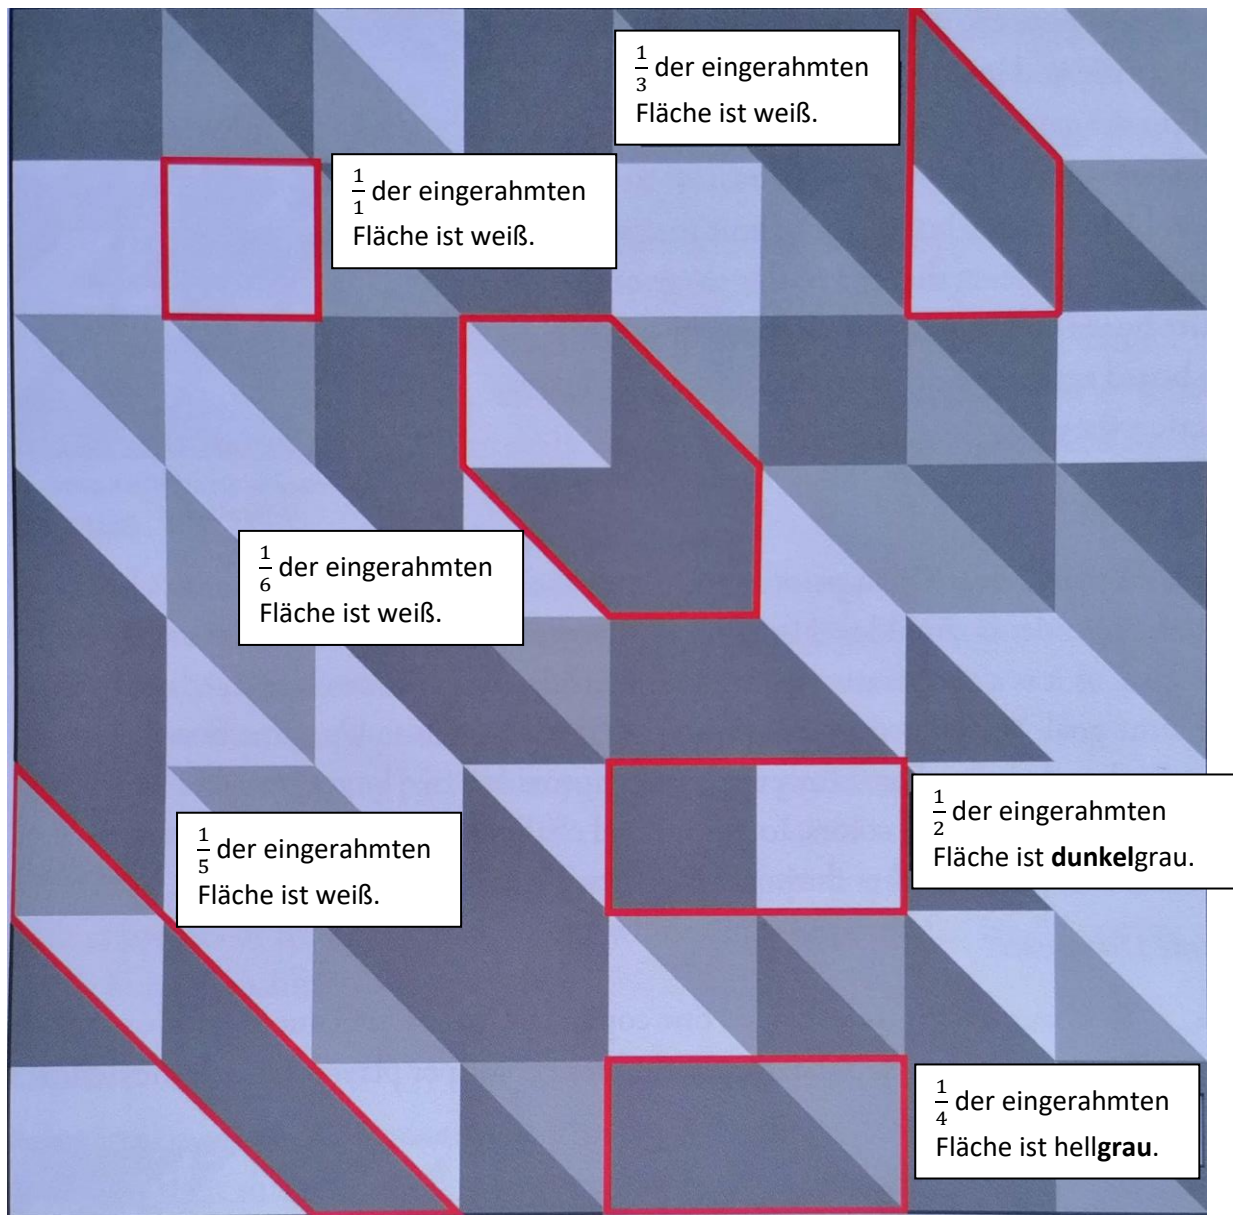 1/3 der eingerahmten
Fläche ist weiß.
1/1 der eingerahmten
Fläche ist weiß.
1/6 der eingerahmten
Fläche ist weiß.
1/2 der eingerahmten
Fläche ist dunkelgrau.
1/5 der eingerahmten
Fläche ist weiß.
1/4 der eingerahmten
Fläche ist hellgrau.